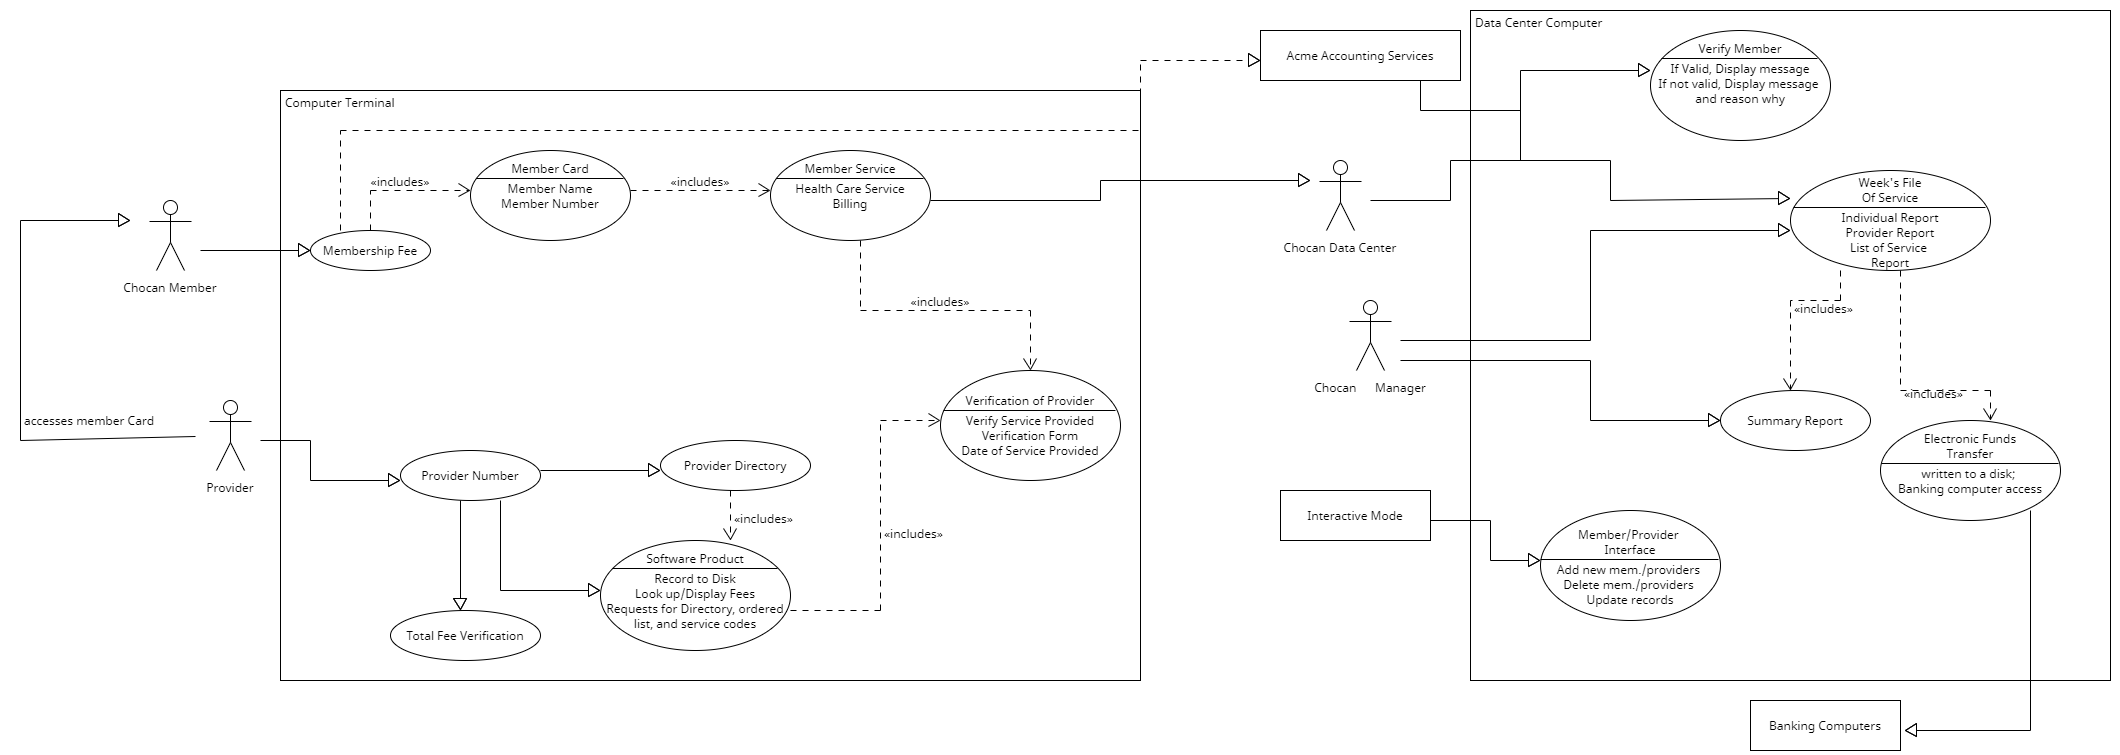 Data Center Computer
Acme Accounting Services
Verify Member
If Valid, Display message
If not valid, Display message
and reason why
Computer Terminal
Member Card
Member Name
Member Number
«includes»
«includes»
Member Service
Health Care Service
Billing
Membership Fee
Chocan Member
Chocan Data Center
Week's File
Of Service
Individual Report
Provider Report
List of Service
Report
«includes»
«includes»
«includes»
Chocan Manager
Summary Report
Electronic Funds
Transfer
written to a disk;
Banking computer access
Verification of Provider
Verify Service Provided
Verification Form
Date of Service Provided
accesses member Card
Provider
Provider Number
Provider Directory
«includes»
«includes»
Software Product
Record to Disk
Look up/Display Fees
Requests for Directory, ordered
list, and service codes
Total Fee Verification
Interactive Mode
Member/Provider
Interface
Add new mem./providers
Delete mem./providers
Update records
Banking Computers